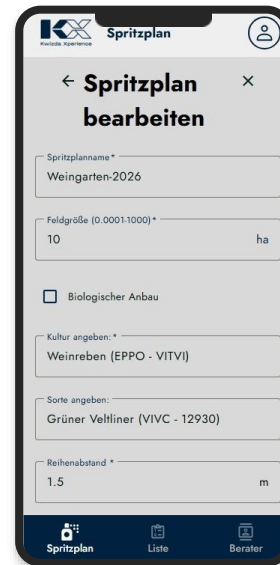 KX
Kwizda Xperience
Spritzplan
Spritzplan
bearbeiten
Spritzplanname*
Weingarten-2026
Feldgröße (0.0001-1000)*
10 ha
Biologischer Anbau
Kultur angeben:*
Weinreben (EPPO - VITVI)
Sorte angeben:
Grüner Veltliner (VIVC - 12930)
Reihenabstand *
1.5 m
Spritzplan Liste Berater